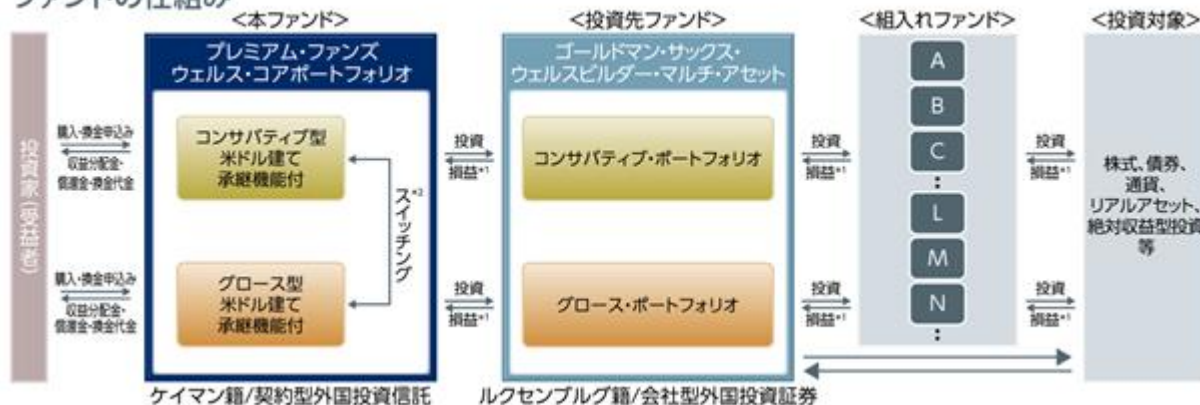 ファンドの仕組み
<本ファンド>
<投資先ファンド>
<組入れファンド>
<投資対象>
投資家(受益者)
購入・換金申込み
収益分配金・
償還金・換金代金
購入・換金申込み
収益分配金・
償還金・換金代金
プレミアム・ファンズ
ウェルス・コアポートフォリオ
コンサバティブ型
米ドル建て
承継機能付
スイッチング*2
グロース型
米ドル建て
承継機能付
ケイマン籍/契約型外国投資信託
投資
損益*1
投資
損益*1
ゴールドマン・サックス・
ウェルスビルダー・マルチ・アセット
コンサバティブ・ポートフォリオ
グロース・ポートフォリオ
ルクセンブルグ籍/会社型外国投資証券
投資
損益*1
投資
損益*1
A
B
C
:
L
M
N
:
投資
損益*1
投資
損益*1
株式、債券、
通貨、
リアルアセット、
絶対収益型投資
等